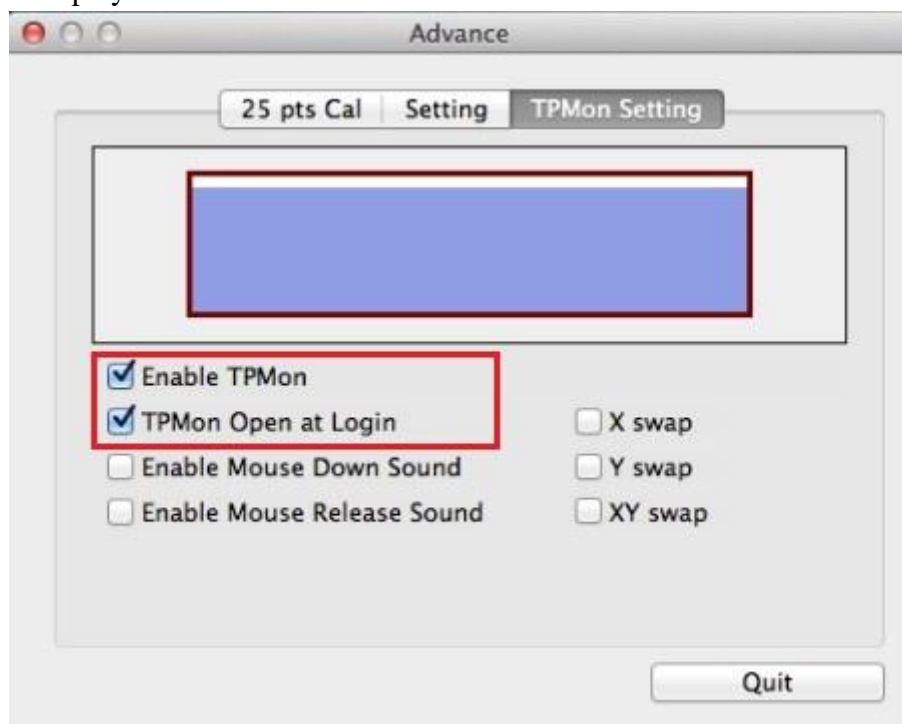 Advance
25 pts Cal Setting TPMon Setting
Enable TPMon
TPMon Open at Login X swap
Enable Mouse Down Sound Y swap
Enable Mouse Release Sound XY swap
Quit